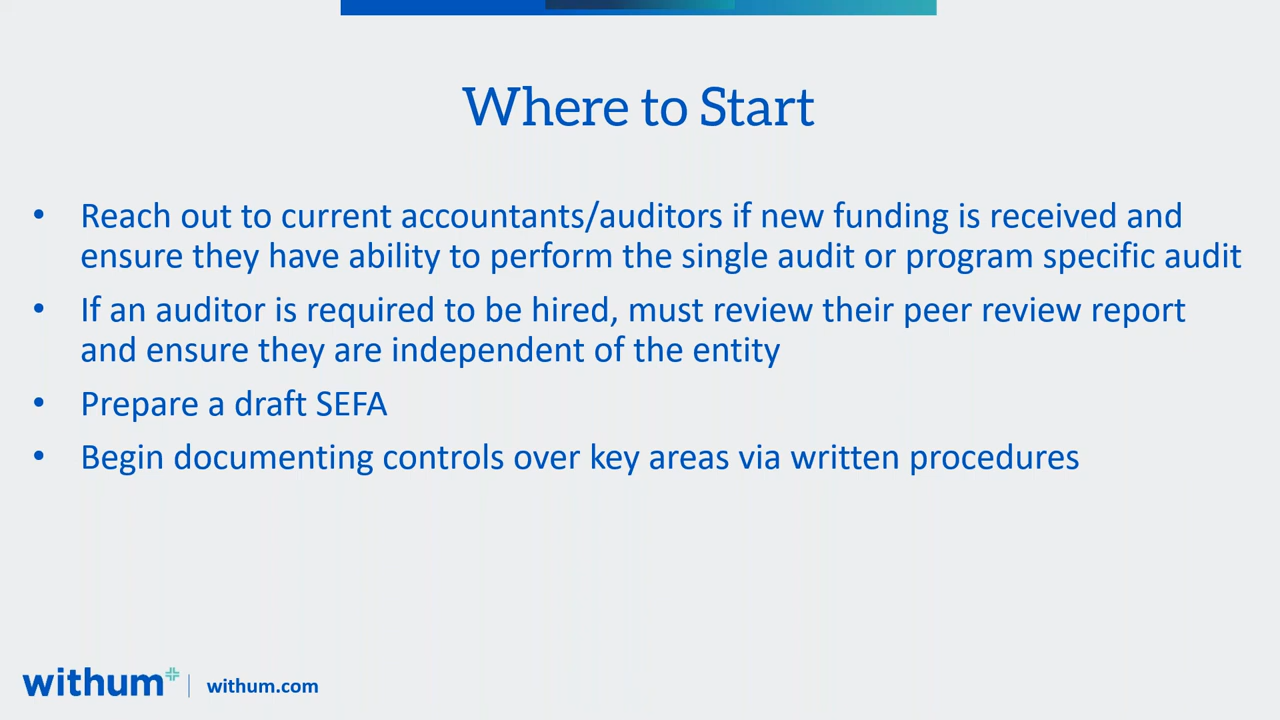 Where to Start
• Reach out to current accountants/auditors if new funding is received and
ensure they have ability to perform the single audit or program specific audit
• If an auditor is required to be hired, must review their peer review report
and ensure they are independent of the entity
• Prepare a draft SEFA
• Begin documenting controls over key areas via written procedures
withum+ | withum.com